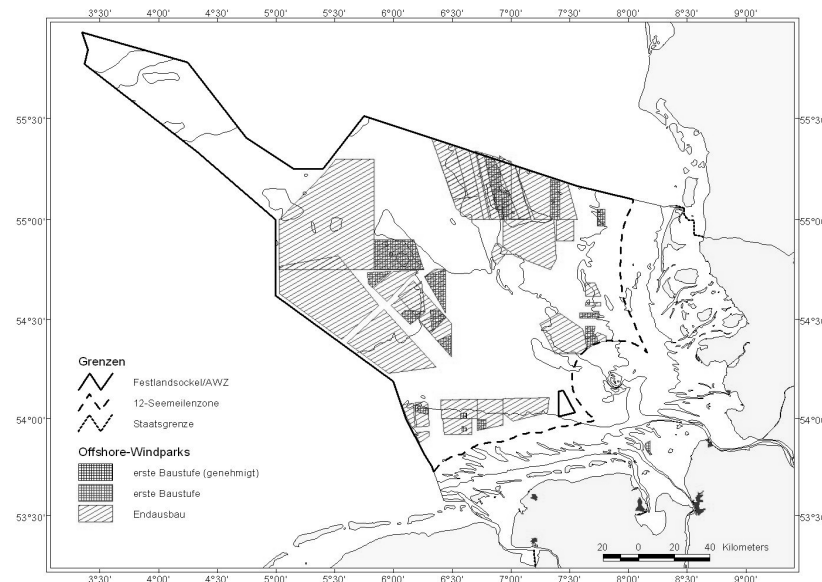 3°30' 4°00' 4°30' 5°00' 5°30' 6°00' 6°30' 7°00' 7°30' 8°00' 8°30' 9°00'
55°30' 55°30'
55°00' 55°00'
54°30' 54°30'
54°00' 54°00'
53°30' 53°30'
Grenzen
Festlandsockel/AWZ
12-Seemeilenzone
Staatsgrenze
Offshore-Windparks
erste Baustufe (genehmigt)
erste Baustufe
Endausbau
20 0 20 40 Kilometers
3°30' 4°00' 4°30' 5°00' 5°30' 6°00' 6°30' 7°00' 7°30' 8°00' 8°30' 9°00'